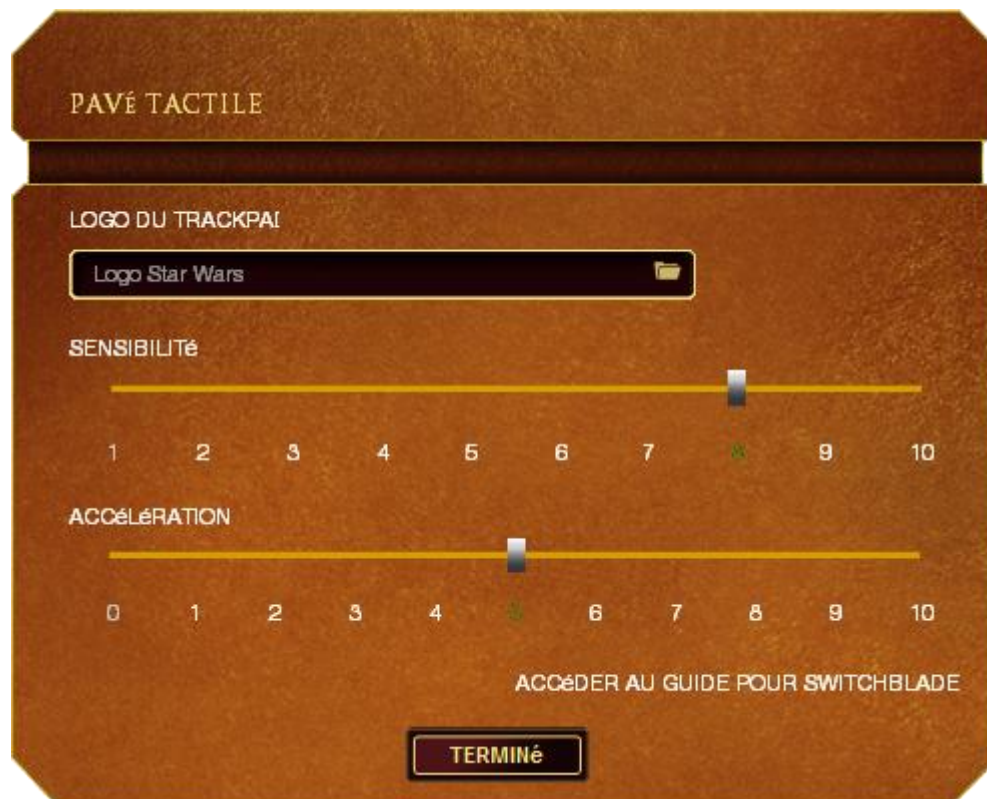 PAVé TACTILE
LOGO DU TRACKPAI
Logo Star Wars
SENSIBILITé
1 2 3 4 5 6 7 8 9 10
ACCéLéRATION
0 1 2 3 4 5 6 7 8 9 10
ACCéDER AU GUIDE POUR SWITCHBLADE
TERMINé